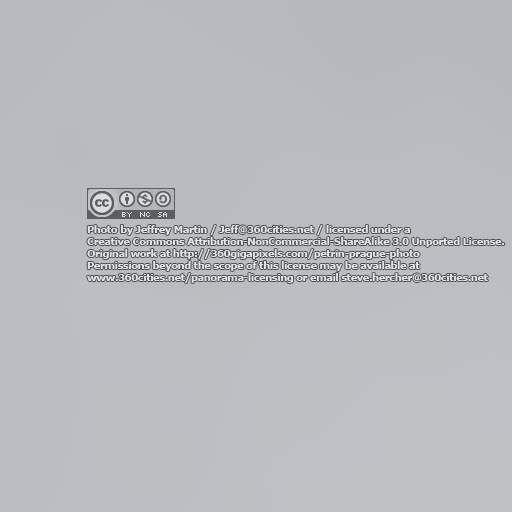 cc
BY NC SA
Photo by Jeffrey Martin / Jeff@360cities.net / licensed under a
Creative Commons Attribution-NonCommercial-ShareAlike 3.0 Unported License.
Original work at http://360gigapixels.com/petrin-prague-photo
Permissions beyond the scope of this license may be available at
www.360cities.net/panorama-licensing or email steve.hercher@360cities.net